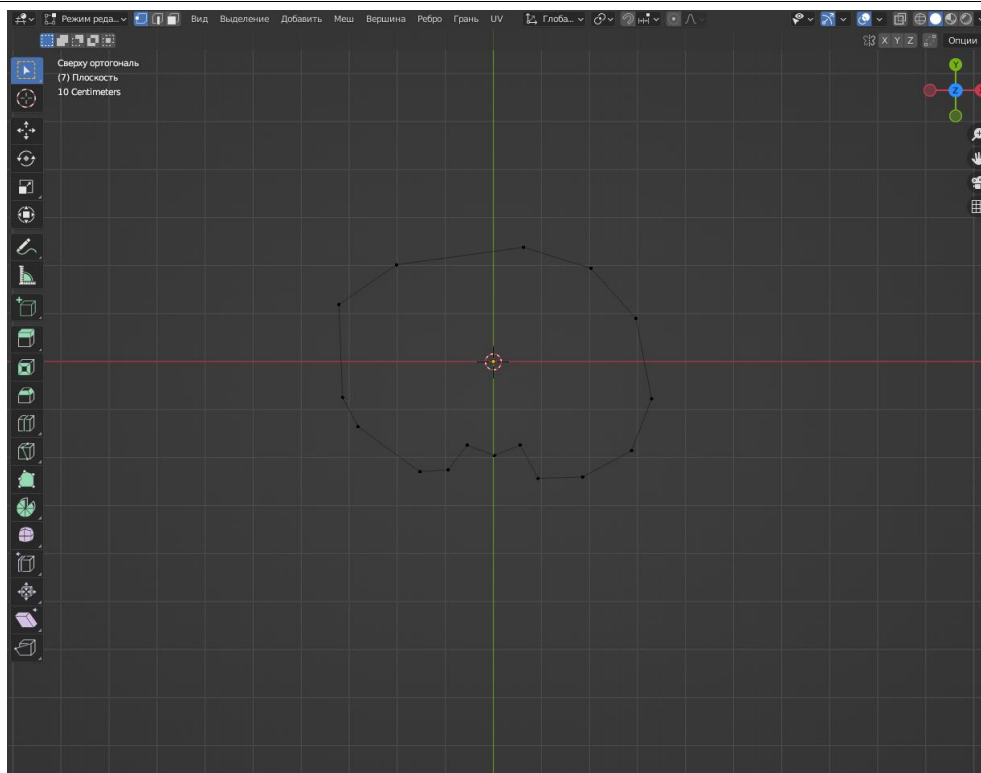 Режим реда... Вид Выделение Добавить Меш Вершина Ребро Грань UV Глоба...
X Y Z Опции
Сверху ортогональ
(7) Плоскость
10 Centimeters
Y
Z